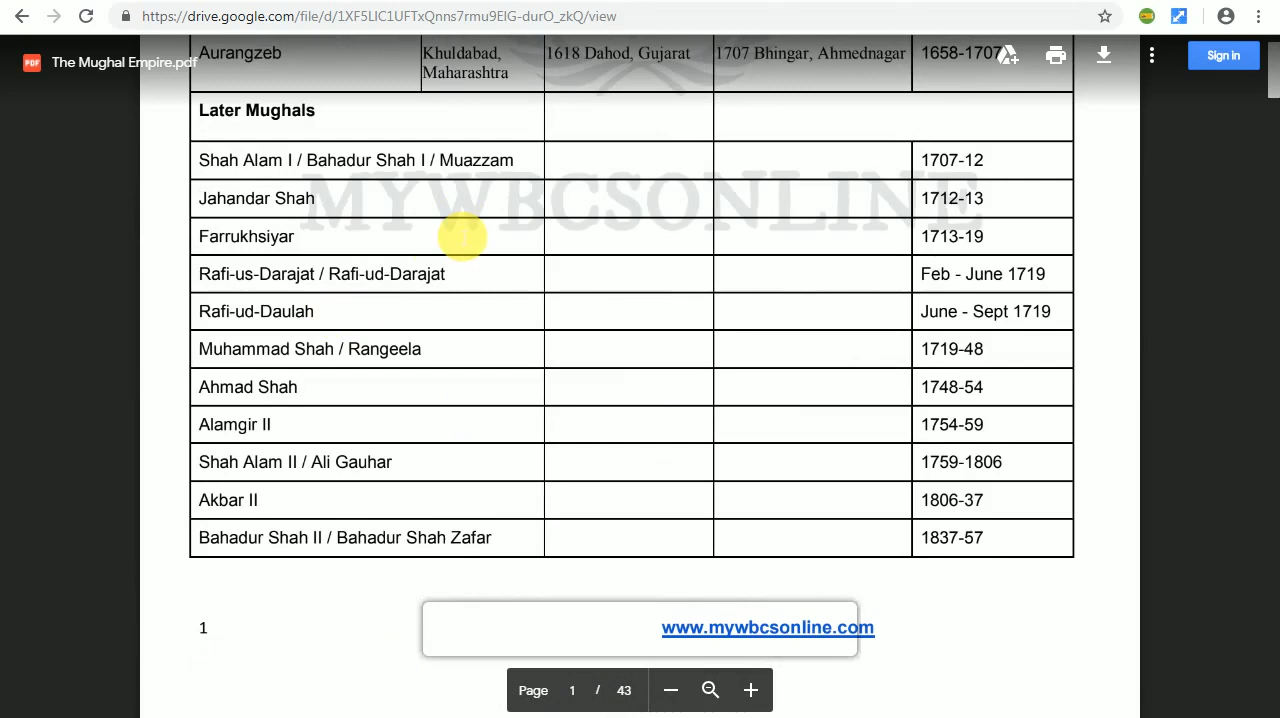 https://drive.google.com/file/d/1XF5LlC1UFTxQnns7rmu9ElG-durO_zkQ/view
PDF The Mughal Empire.pdf
Sign in
Aurangzeb Khuldabad, 1618 Dahod, Gujarat 1707 Bhingar, Ahmednagar 1658-1707
Maharashtra
Later Mughals
Shah Alam I / Bahadur Shah I / Muazzam 1707-12
MYWBCSONLINE
Jahandar Shah 1712-13
Farrukhsiyar 1713-19
Rafi-us-Darajat / Rafi-ud-Darajat Feb - June 1719
Rafi-ud-Daulah June - Sept 1719
Muhammad Shah / Rangeela 1719-48
Ahmad Shah 1748-54
Alamgir II 1754-59
Shah Alam II / Ali Gauhar 1759-1806
Akbar II 1806-37
Bahadur Shah II / Bahadur Shah Zafar 1837-57
1 www.mywbcsonline.com
Page 1 / 43